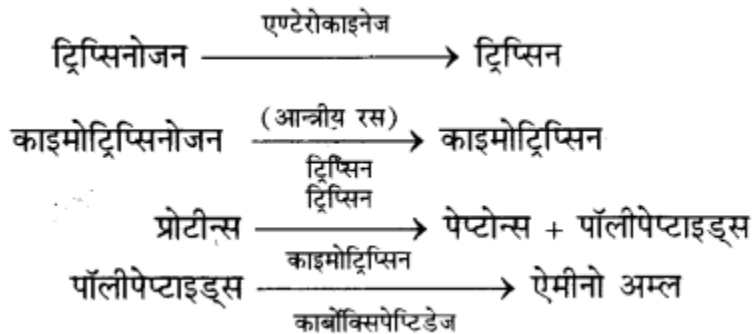 एण्टेरोकाइनेज
ट्रिप्सिनोजन ⟶ ट्रिप्सिन
(आन्त्रीय रस)
काइमोट्रिप्सिनोजन ⟶ काइमोट्रिप्सिन
ट्रिप्सिन
ट्रिप्सिन
प्रोटीन्स ⟶ पेप्टोन्स + पॉलीपेप्टाइड्स
काइमोट्रिप्सिन
पॉलीपेप्टाइड्स ⟶ ऐमीनो अम्ल
कार्बोक्सिपेप्टिडेज